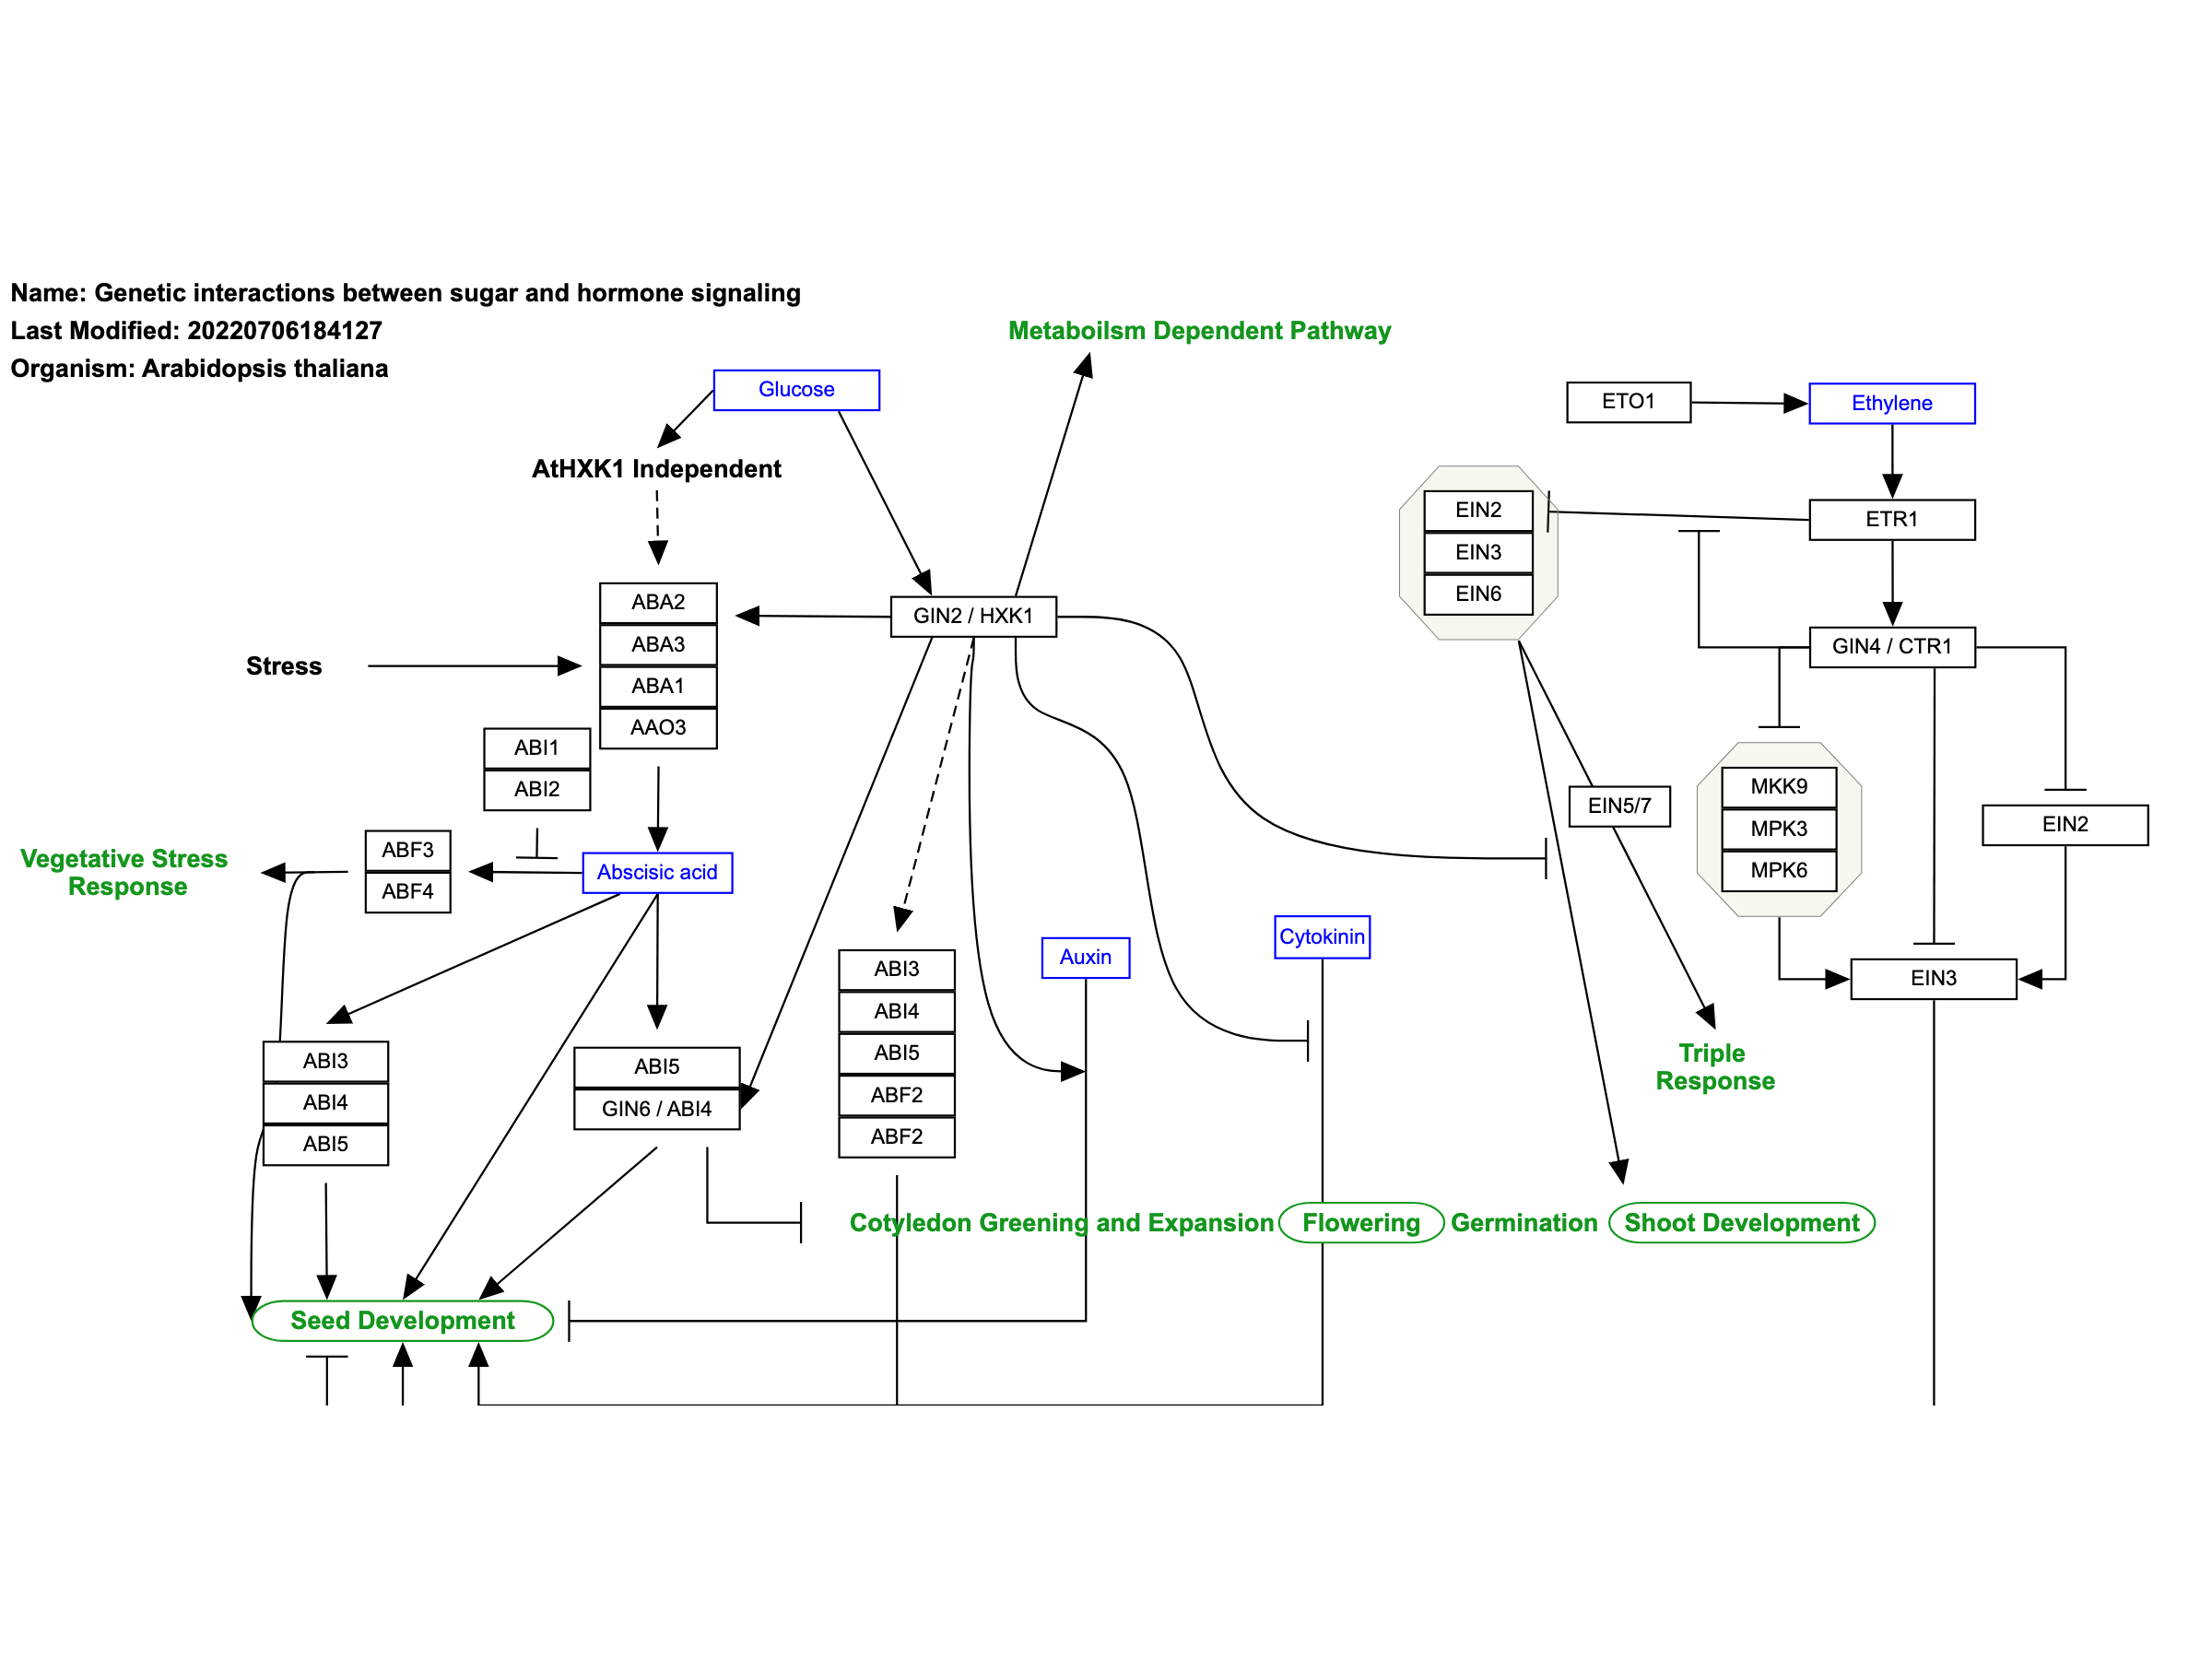 Name: Genetic interactions between sugar and hormone signaling
Last Modified: 20220706184127
Organism: Arabidopsis thaliana
Metaboilsm Dependent Pathway
Glucose
ETO1
Ethylene
AtHXK1 Independent
EIN2
EIN3
EIN6
ETR1
ABA2
ABA3
ABA1
AAO3
GIN2 / HXK1
GIN4 / CTR1
Stress
ABI1
ABI2
MKK9
MPK3
MPK6
EIN5/7
EIN2
Vegetative Stress
Response
ABF3
ABF4
Abscisic acid
Cytokinin
Auxin
ABI3
ABI4
ABI5
ABF2
ABF2
EIN3
Triple
Response
ABI3
ABI4
ABI5
ABI5
GIN6 / ABI4
Cotyledon Greening and Expansion
Flowering
Germination
Shoot Development
Seed Development